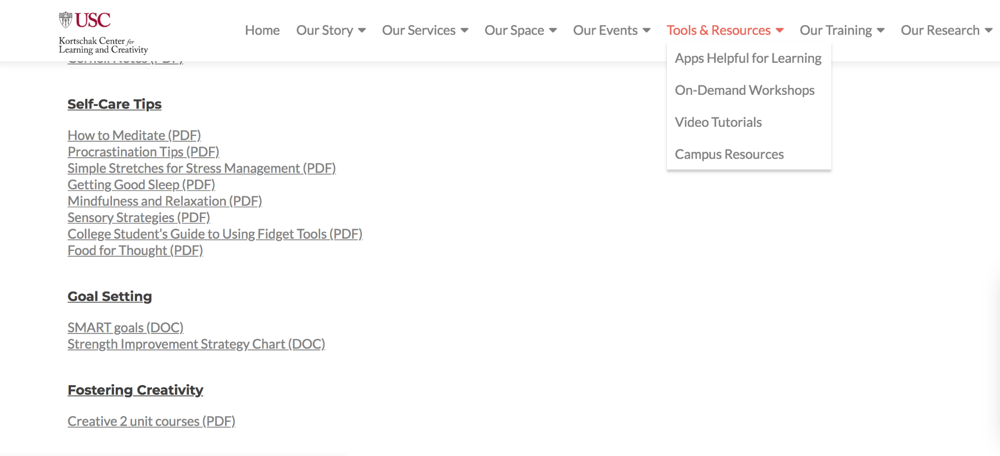 USC
Kortschak Center for
Learning and Creativity
Home Our Story Our Services Our Space Our Events Tools & Resources Our Training Our Research
Apps Helpful for Learning
On-Demand Workshops
Video Tutorials
Campus Resources
Cornell Notes (PDF)
Self-Care Tips
How to Meditate (PDF)
Procrastination Tips (PDF)
Simple Stretches for Stress Management (PDF)
Getting Good Sleep (PDF)
Mindfulness and Relaxation (PDF)
Sensory Strategies (PDF)
College Student’s Guide to Using Fidget Tools (PDF)
Food for Thought (PDF)
Goal Setting
SMART goals (DOC)
Strength Improvement Strategy Chart (DOC)
Fostering Creativity
Creative 2 unit courses (PDF)